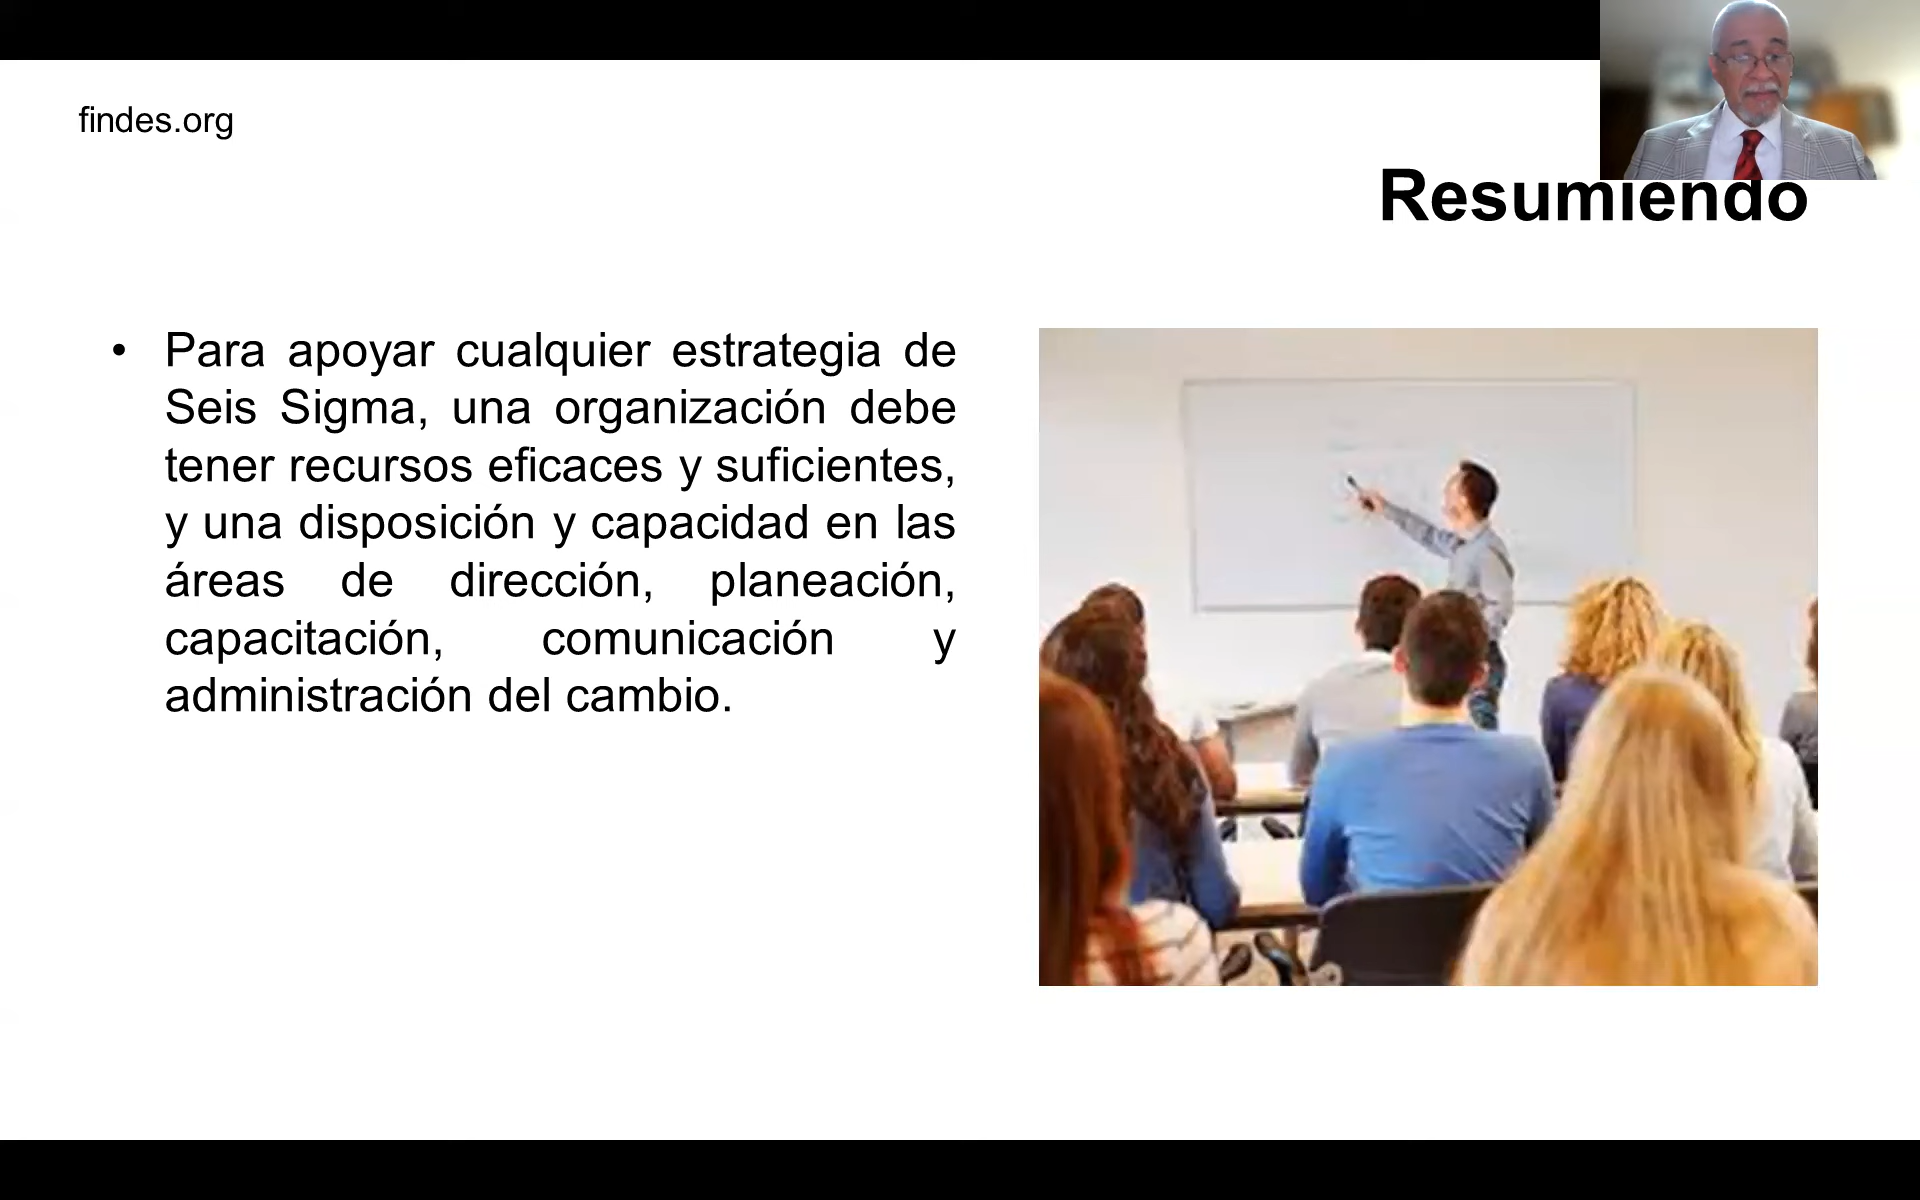 findes.org
Resumiendo
• Para apoyar cualquier estrategia de
Seis Sigma, una organización debe
tener recursos eficaces y suficientes,
y una disposición y capacidad en las
áreas de dirección, planeación,
capacitación, comunicación y
administración del cambio.